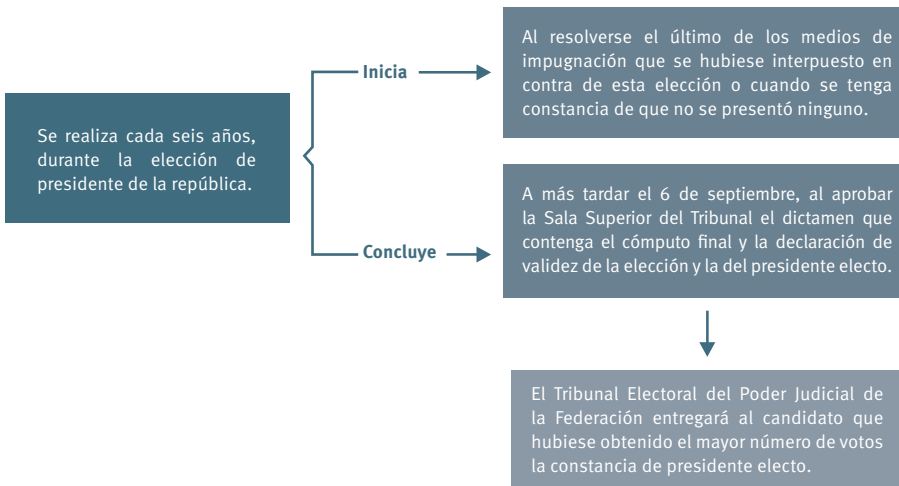 Se realiza cada seis años,
durante la elección de
presidente de la república.
Inicia
Al resolverse el último de los medios de
impugnación que se hubiese interpuesto en
contra de esta elección o cuando se tenga
constancia de que no se presentó ninguno.
Concluye
A más tardar el 6 de septiembre, al aprobar
la Sala Superior del Tribunal el dictamen que
contenga el cómputo final y la declaración de
validez de la elección y la del presidente electo.
El Tribunal Electoral del Poder Judicial de
la Federación entregará al candidato que
hubiese obtenido el mayor número de votos
la constancia de presidente electo.